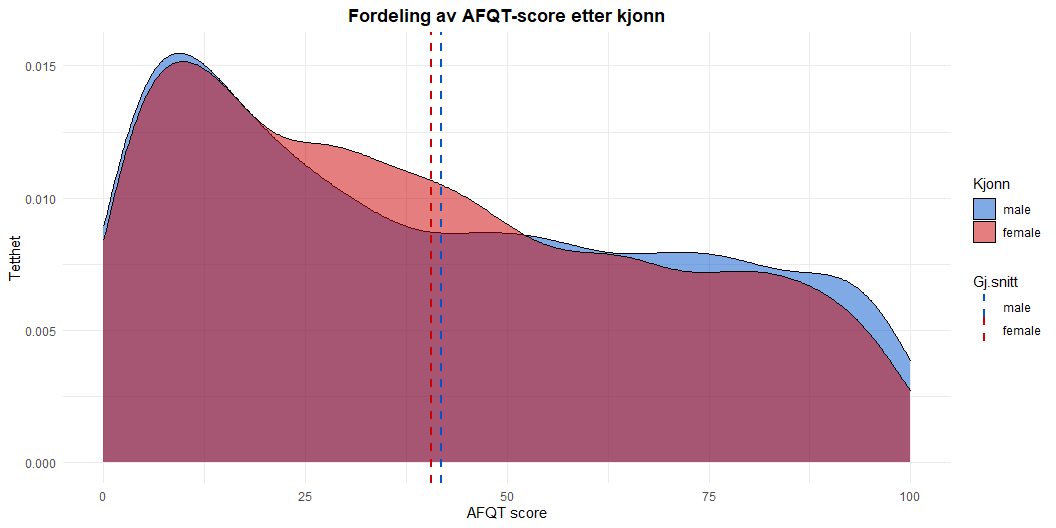 Fordeling av AFQT-score etter kjonn
Tetthet
0.015
0.010
0.005
0.000
0
25
50
75
100
AFQT score
Kjonn
male
female
Gj.snitt
male
female